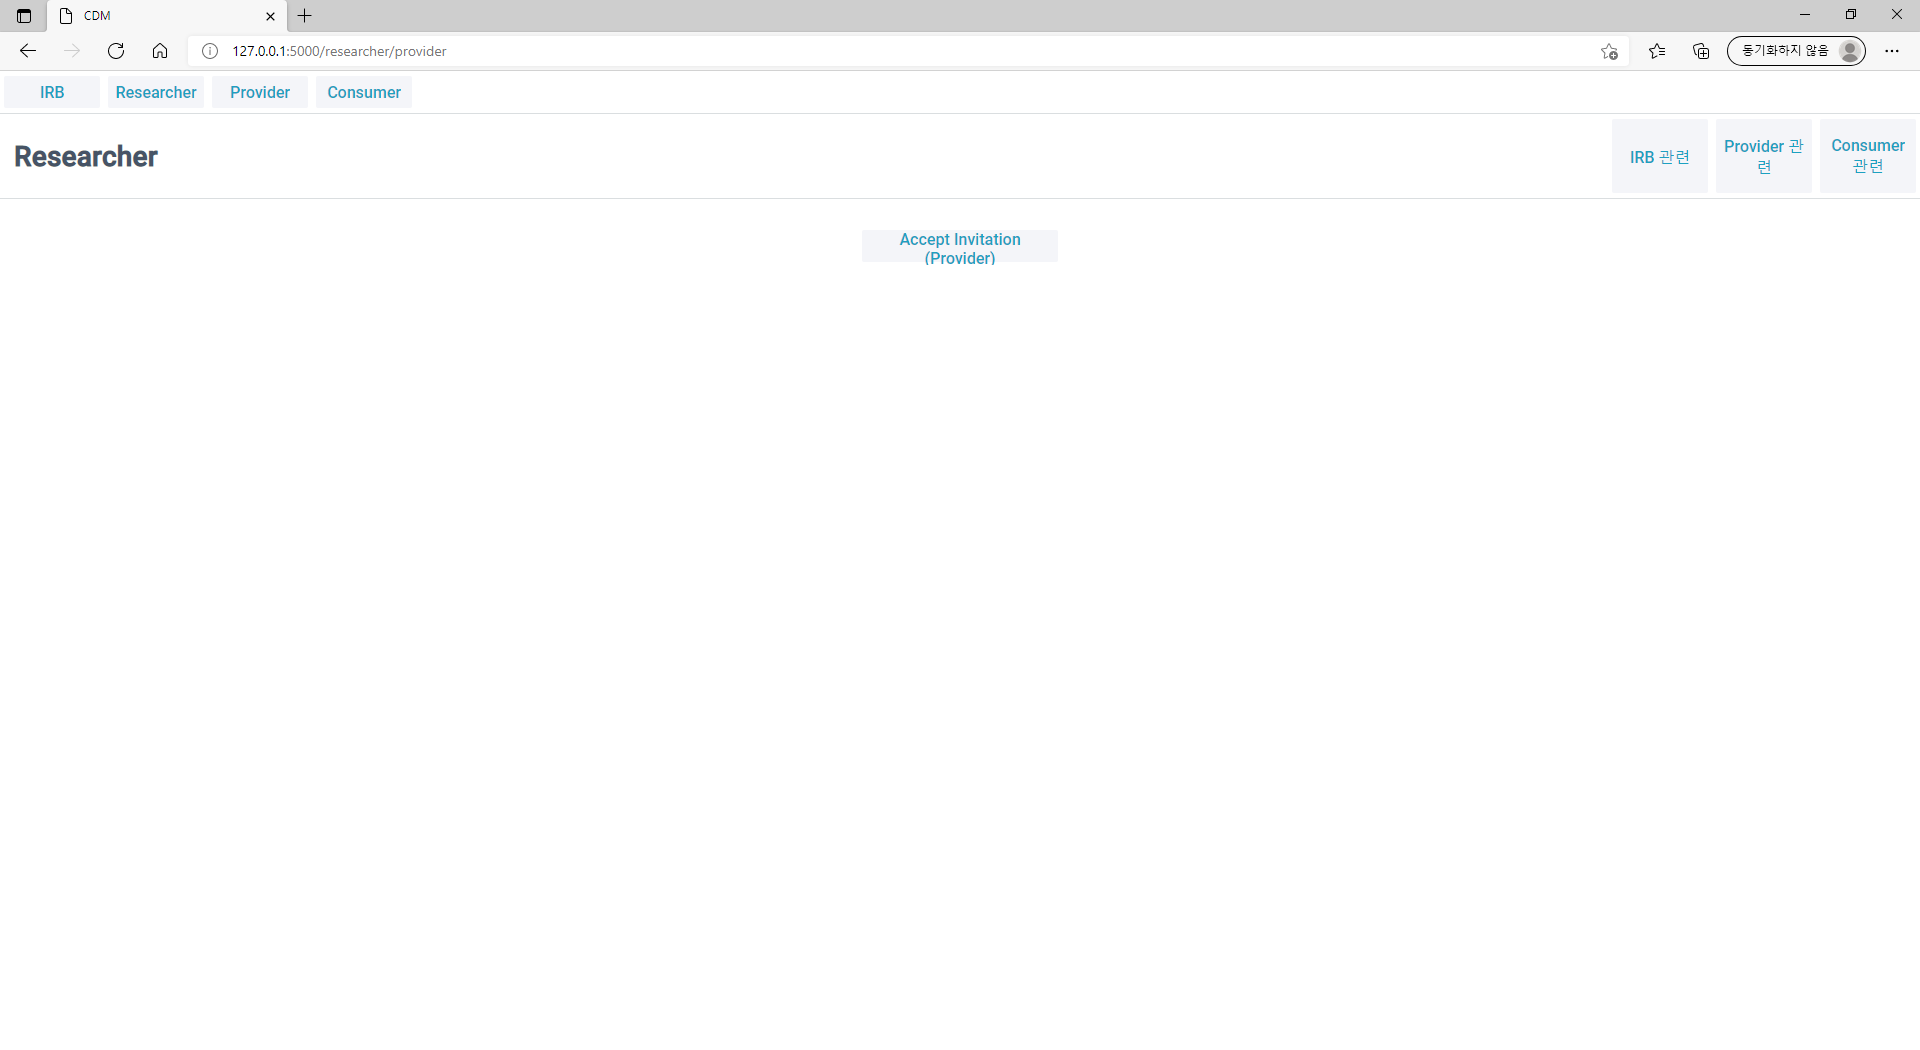 CDM
127.0.0.1:5000/researcher/provider
동기화하지 않음
IRB
Researcher
Provider
Consumer
Researcher
IRB 관련
Provider 관
련
Consumer
관련
Accept Invitation
(Provider)